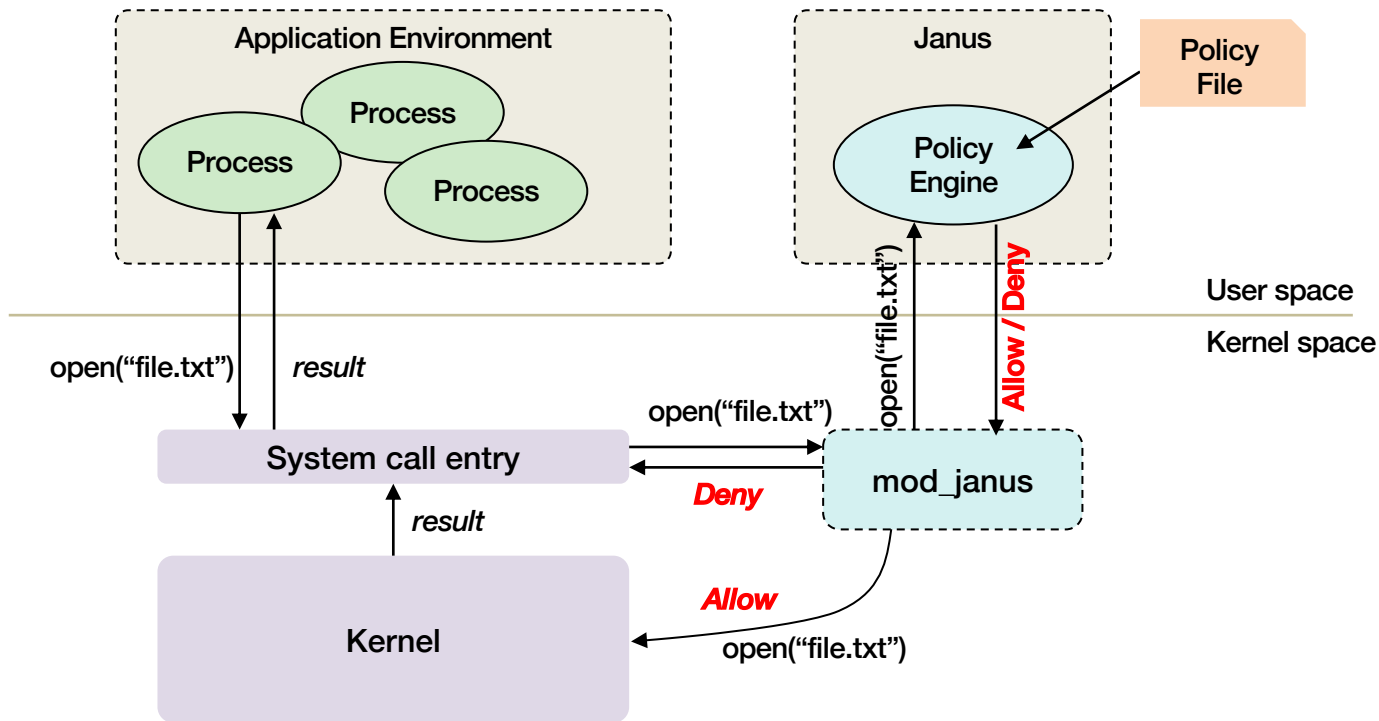 Application Environment
Janus
Policy
File
Process
Process
Process
Policy
Engine
open(“file.txt”)
Allow / Deny
User space
Kernel space
open(“file.txt”)
result
open(“file.txt”)
System call entry
Deny
mod_janus
result
Allow
Kernel
open(“file.txt”)